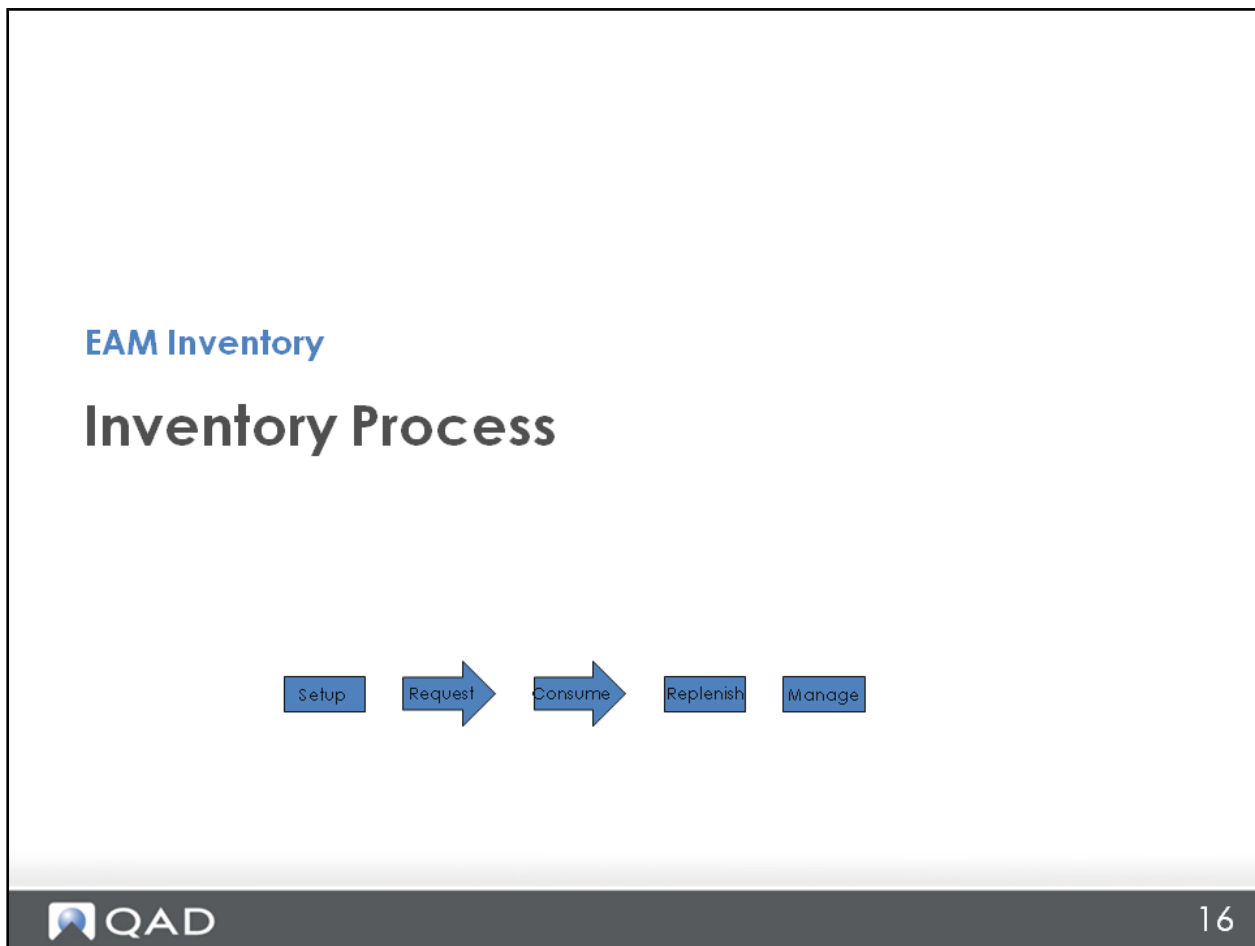 EAM Inventory
Inventory Process
Setup Request Consume Replenish Manage
QAD 16